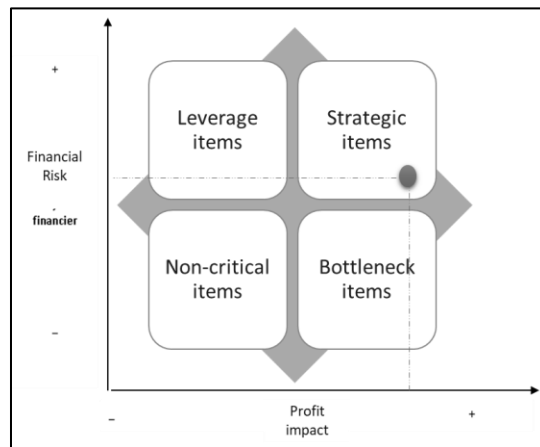 +
Leverage
items
Strategic
items
Financial
Risk
financier
Non-critical
items
Bottleneck
items
–
–
Profit
impact
+